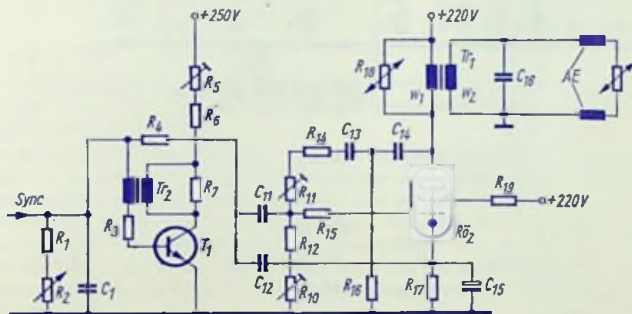 +250V
+220V
R5
R18
w1
Tr1
w2
C16
AE
R6
R4
R14
C13
C14
Tr2
R7
Sync
R11
C11
R15
R19
+220V
R3
T1
R1
R12
Rö2
C12
R2
C1
R10
R16
R17
C15